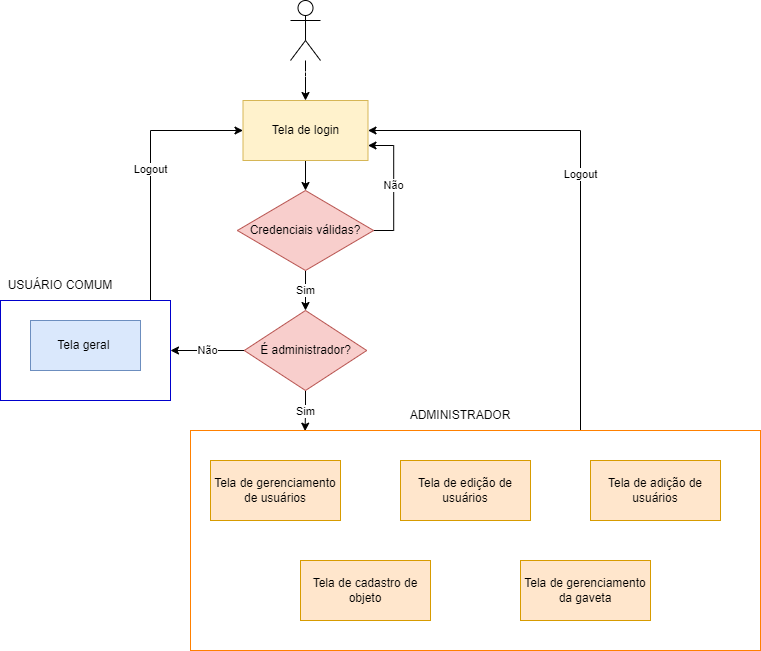 Tela de login
Logout
Logout
Não
Credenciais válidas?
USUÁRIO COMUM
Sim
Tela geral
Não
É administrador?
Sim
ADMINISTRADOR
Tela de gerenciamento
de usuários
Tela de edição de
usuários
Tela de adição de
usuários
Tela de cadastro de
objeto
Tela de gerenciamento
da gaveta